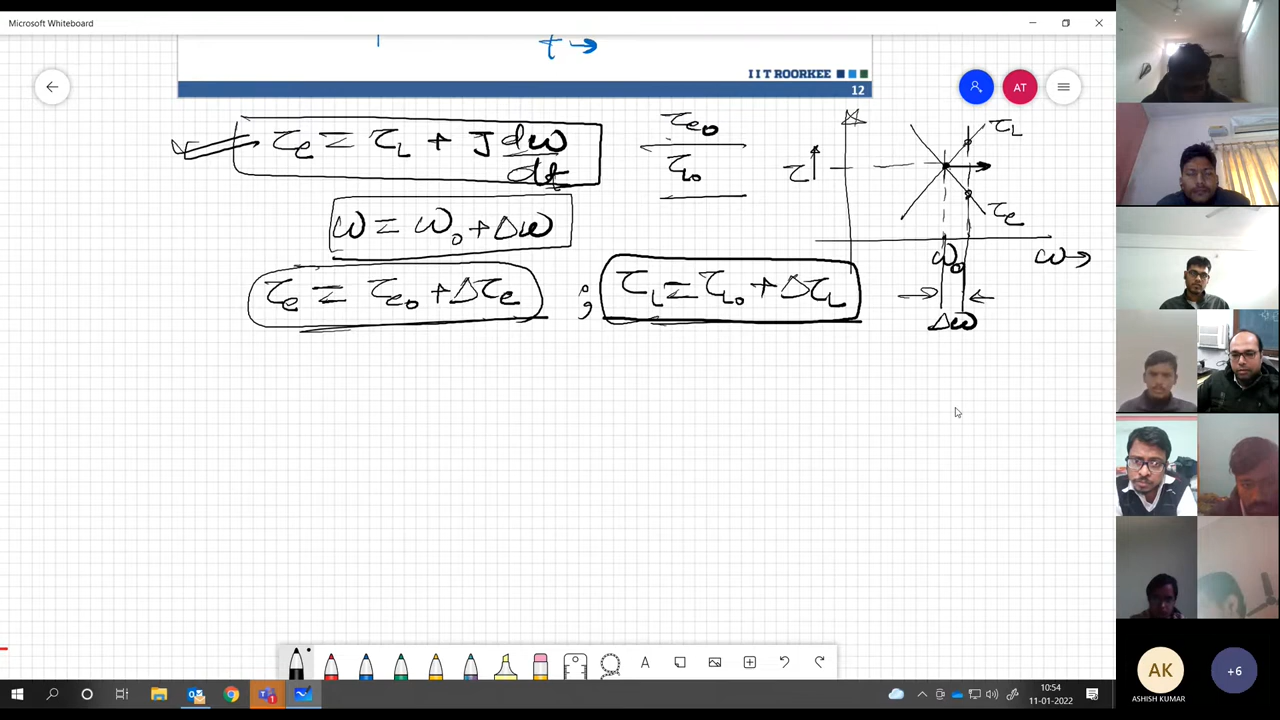 Microsoft Whiteboard
t →
I I T ROORKEE
12
AT
τe = τL + J dω/dt
τe0
τL0
τ ↑
τL
τe
ω0
ω →
Δω
ω = ω0 + Δω
τe = τe0 + Δτe ; τL = τL0 + ΔτL
AK
ASHISH KUMAR
+6
A
1
10:54
11-01-2022